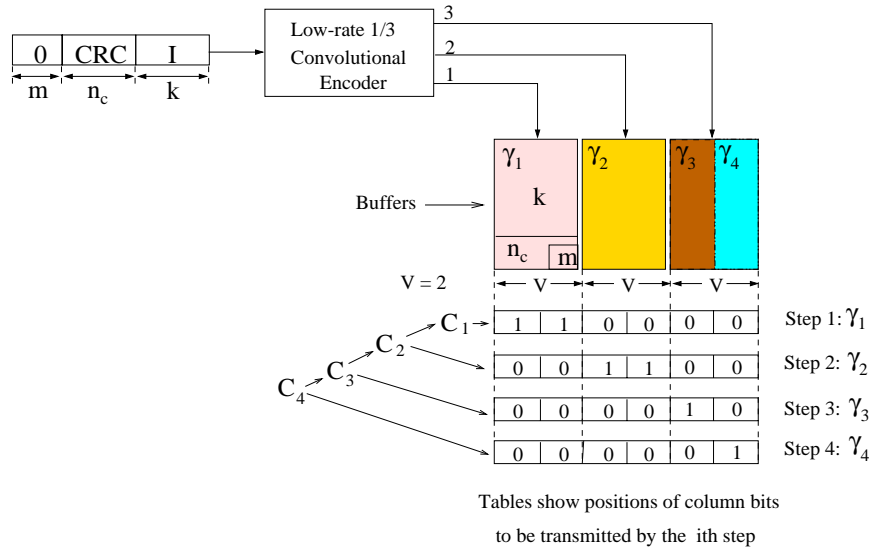 0 CRC I
m n_c k
Low-rate 1/3
Convolutional
Encoder
3
2
1
γ_1 γ_2 γ_3 γ_4
k
Buffers
n_c m
V = 2
V V V
C_1 1 1 0 0 0 0 Step 1: γ_1
C_2 0 0 1 1 0 0 Step 2: γ_2
C_3 0 0 0 0 1 0 Step 3: γ_3
C_4 0 0 0 0 0 1 Step 4: γ_4
Tables show positions of column bits
to be transmitted by the ith step